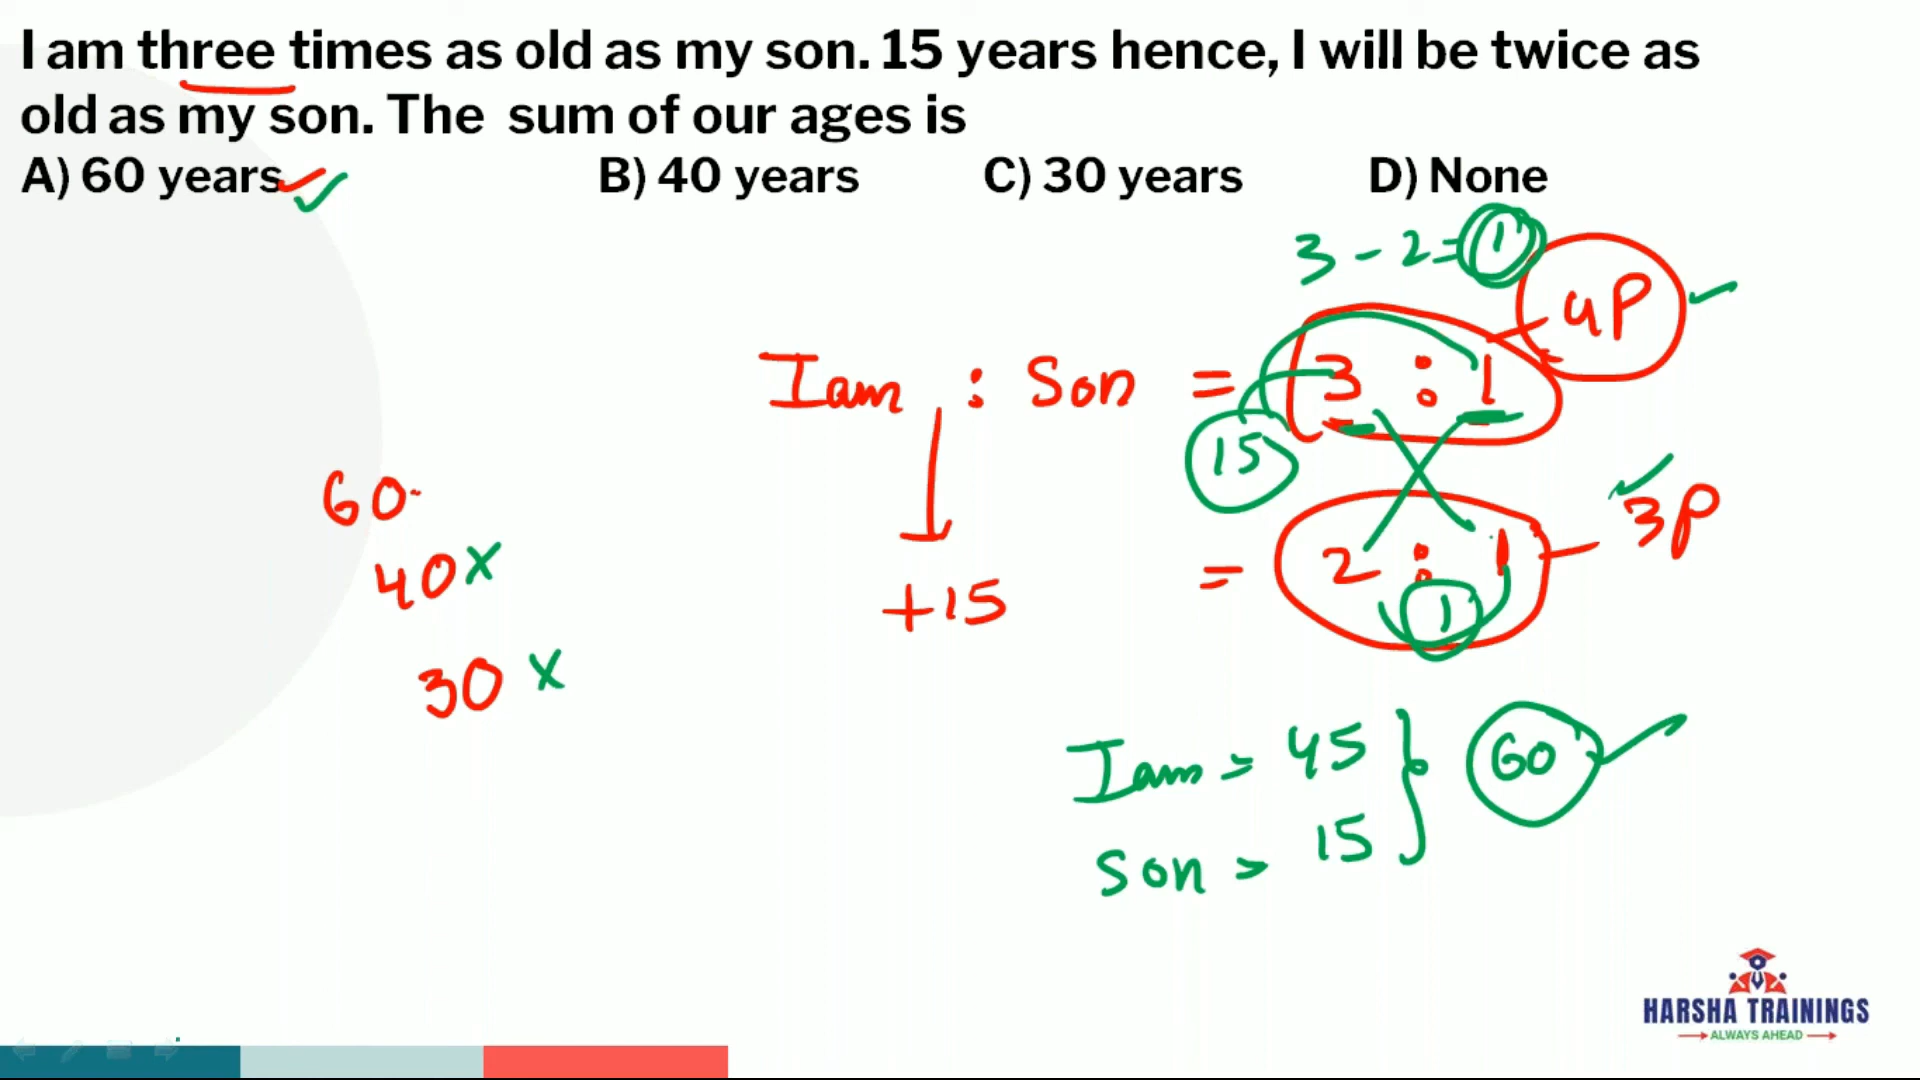 I am three times as old as my son. 15 years hence, I will be twice as
old as my son. The sum of our ages is
A) 60 years B) 40 years C) 30 years D) None
3 - 2 = 1
4P
I am : Son = 3 : 1
15
60
3P
40 x
+15 = 2 : 1
1
30 x
I am = 45
60
Son = 15
HARSHA TRAININGS
ALWAYS AHEAD